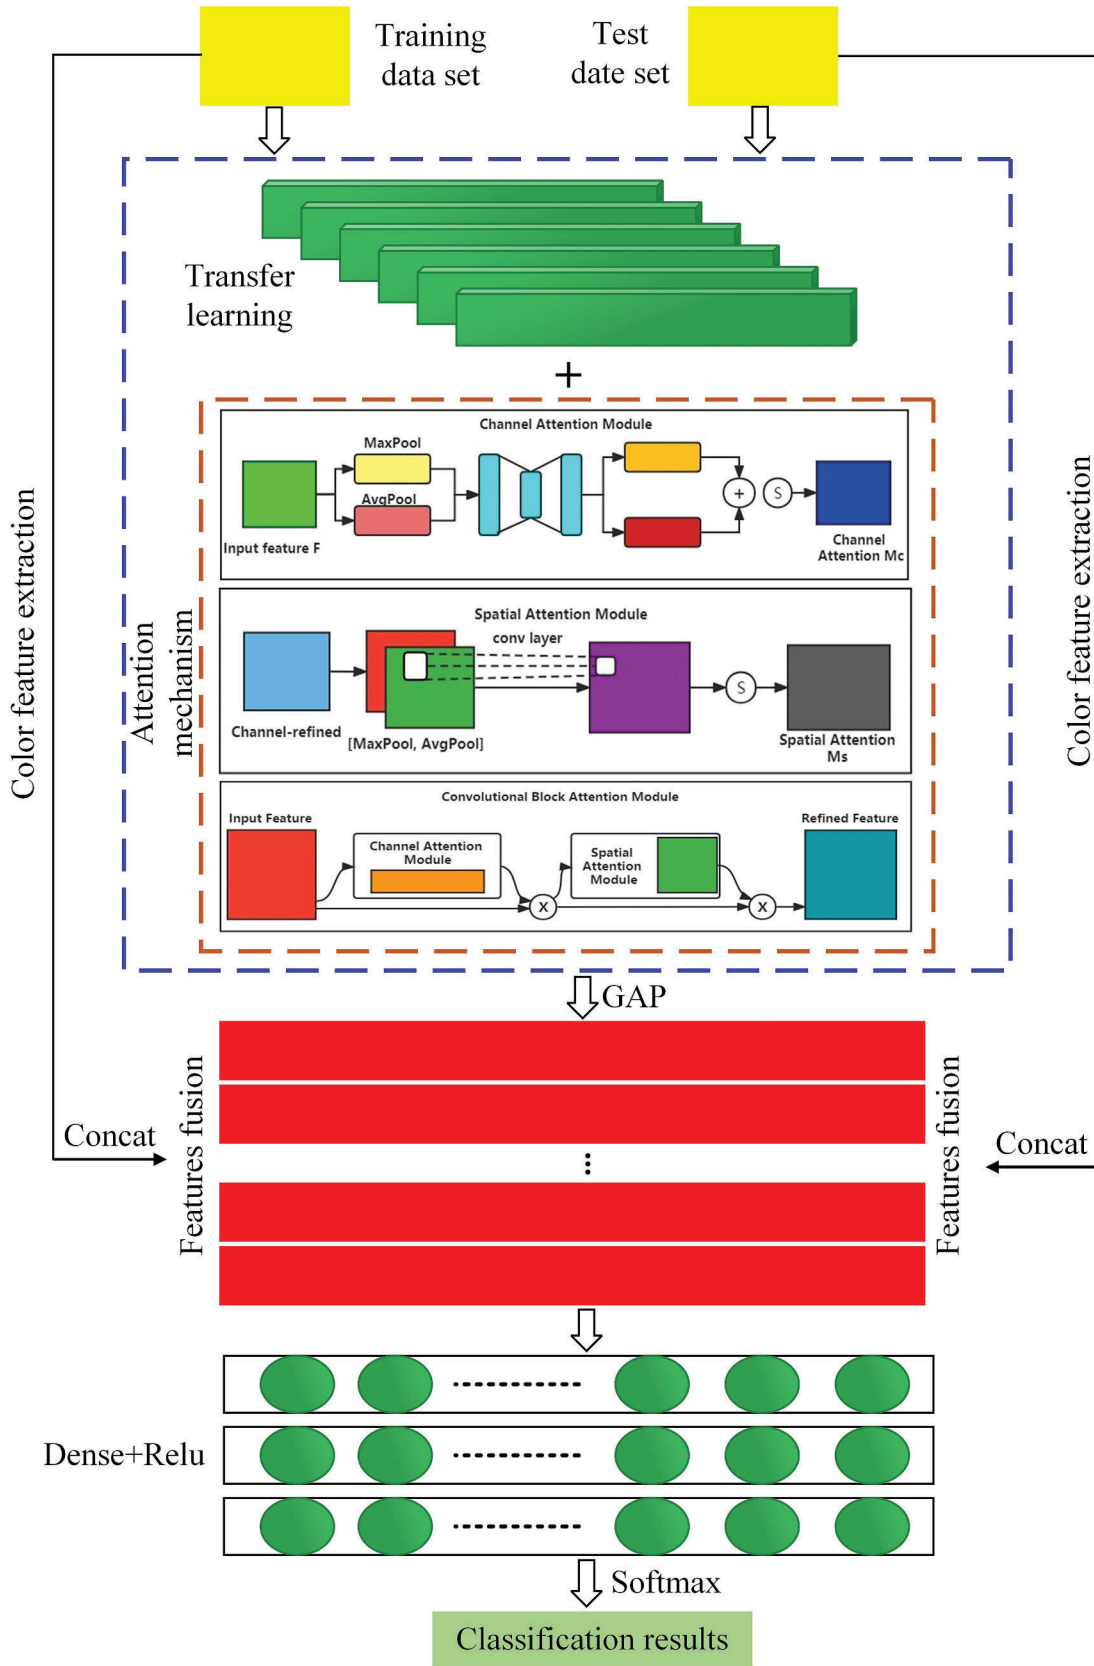 Training
data set
Test
date set
Transfer
learning
+
Color feature extraction
Attention
mechanism
Channel Attention Module
MaxPool
AvgPool
Input feature F
+
S
Channel
Attention Mc
Spatial Attention Module
conv layer
Channel-refined
[MaxPool, AvgPool]
S
Spatial Attention
Ms
Convolutional Block Attention Module
Input Feature
Channel Attention
Module
X
Spatial
Attention
Module
X
Refined Feature
Color feature extraction
GAP
Concat
Features fusion
Features fusion
Concat
Dense+Relu
Softmax
Classification results